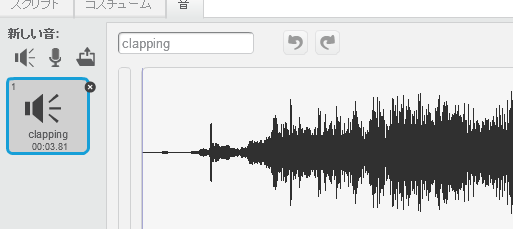 スクリプト
コスチューム
音
新しい音:
clapping
1
clapping
00:03.81